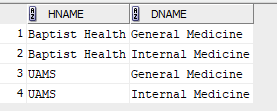 HNAME DNAME
1 Baptist Health General Medicine
2 Baptist Health Internal Medicine
3 UAMS General Medicine
4 UAMS Internal Medicine